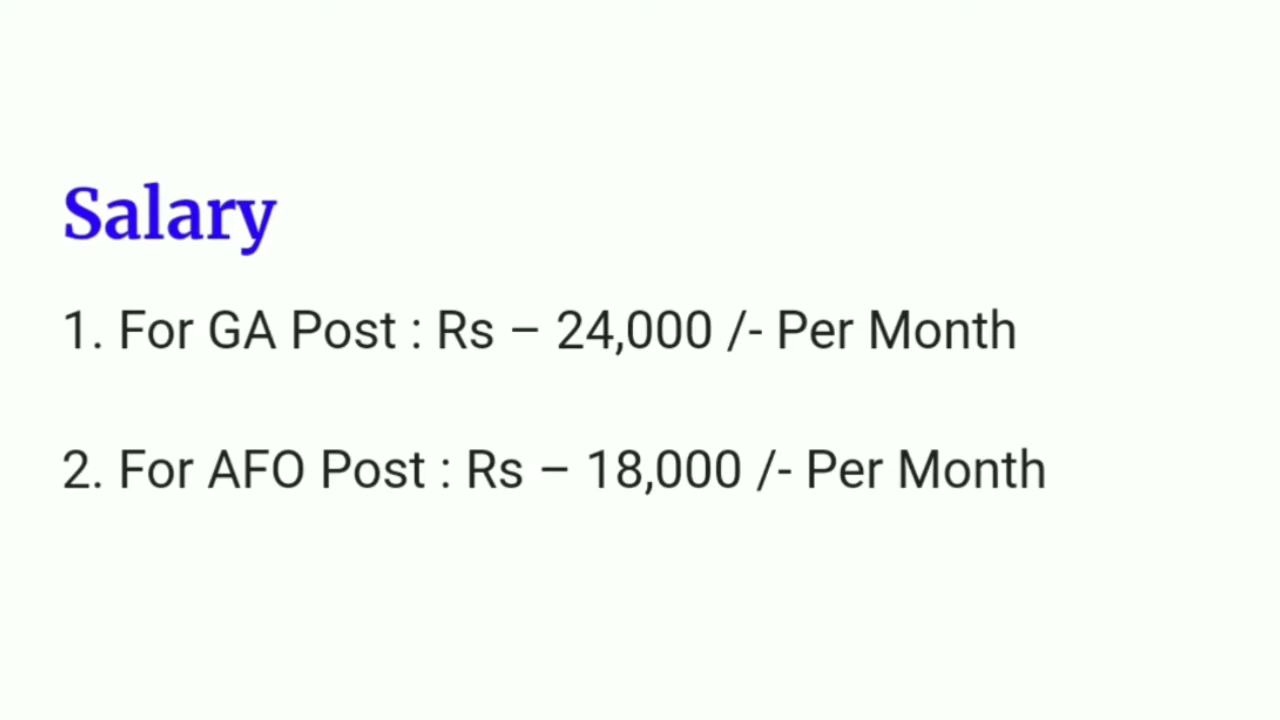 Salary
1. For GA Post : Rs – 24,000 /- Per Month
2. For AFO Post : Rs – 18,000 /- Per Month